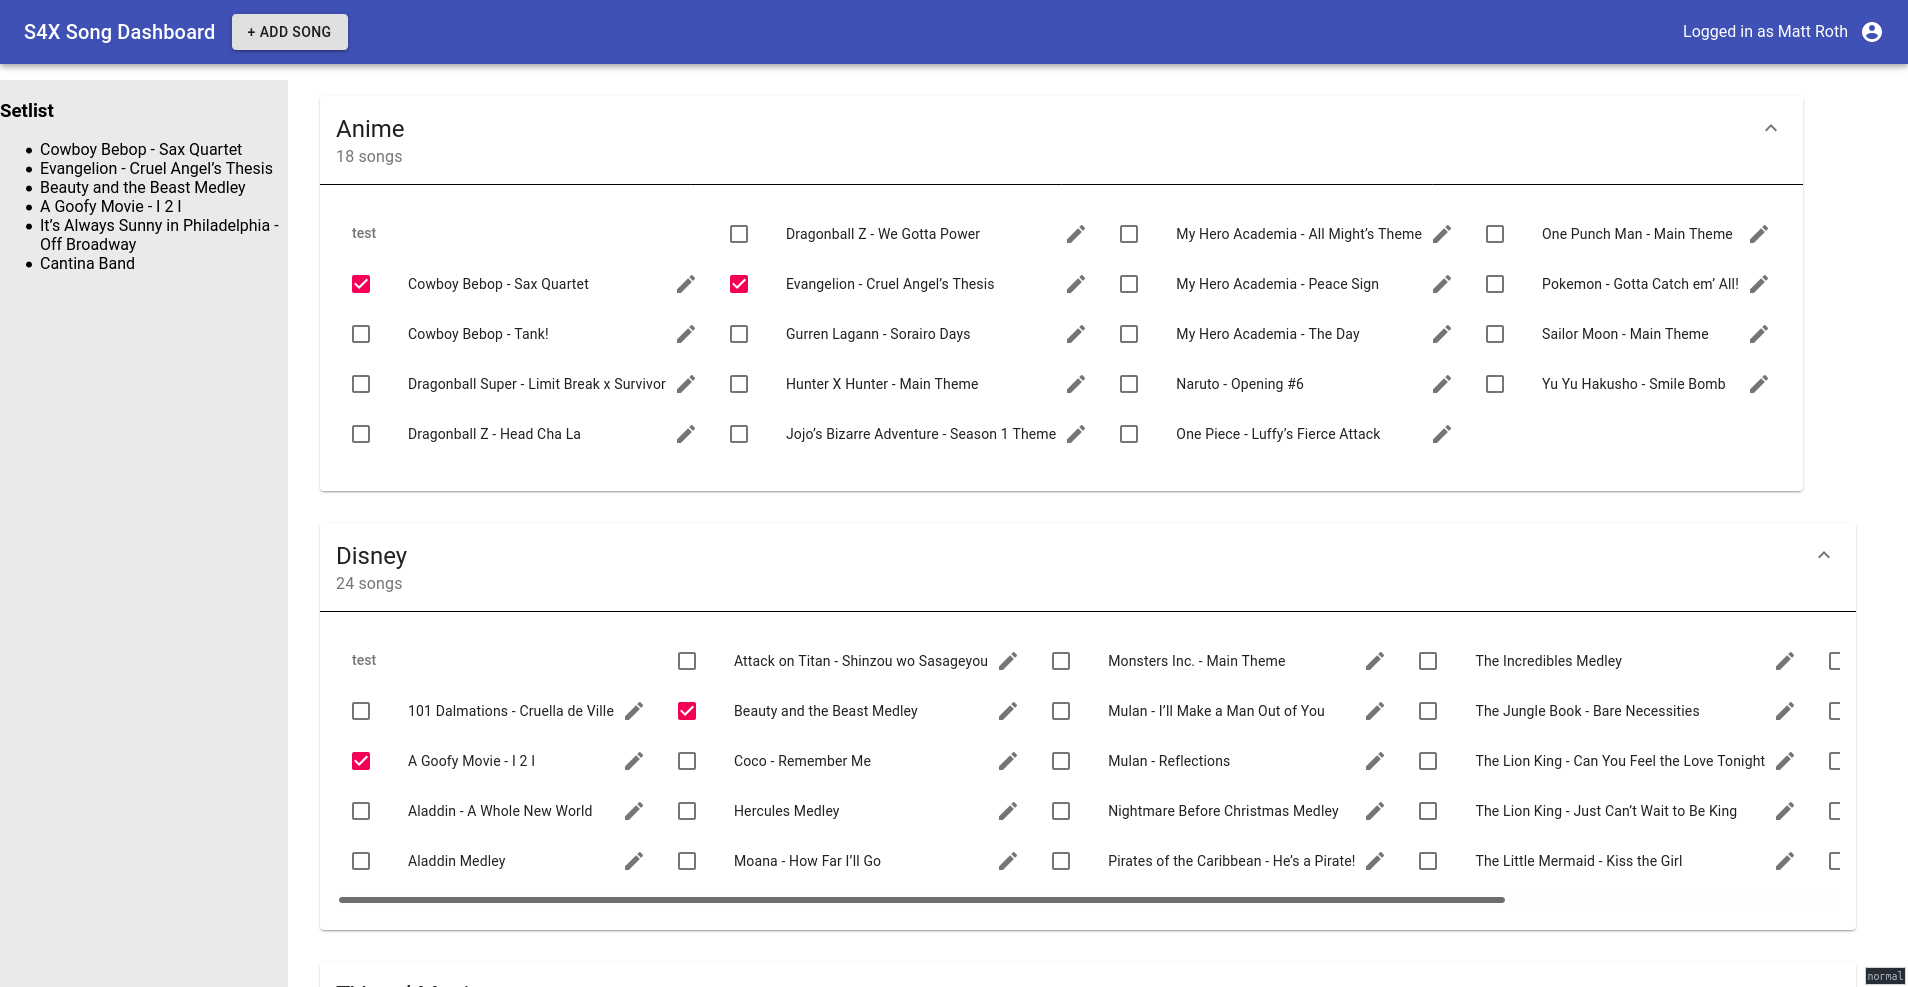 S4X Song Dashboard
+ ADD SONG
Logged in as Matt Roth
Setlist
Cowboy Bebop - Sax Quartet
Evangelion - Cruel Angel’s Thesis
Beauty and the Beast Medley
A Goofy Movie - I 2 I
It’s Always Sunny in Philadelphia -
Off Broadway
Cantina Band
Anime
18 songs
test
Cowboy Bebop - Sax Quartet
Cowboy Bebop - Tank!
Dragonball Super - Limit Break x Survivor
Dragonball Z - Head Cha La
Dragonball Z - We Gotta Power
Evangelion - Cruel Angel’s Thesis
Gurren Lagann - Sorairo Days
Hunter X Hunter - Main Theme
Jojo’s Bizarre Adventure - Season 1 Theme
My Hero Academia - All Might’s Theme
My Hero Academia - Peace Sign
My Hero Academia - The Day
Naruto - Opening #6
One Piece - Luffy’s Fierce Attack
One Punch Man - Main Theme
Pokemon - Gotta Catch em’ All!
Sailor Moon - Main Theme
Yu Yu Hakusho - Smile Bomb
Disney
24 songs
test
101 Dalmations - Cruella de Ville
A Goofy Movie - I 2 I
Aladdin - A Whole New World
Aladdin Medley
Attack on Titan - Shinzou wo Sasageyou
Beauty and the Beast Medley
Coco - Remember Me
Hercules Medley
Moana - How Far I’ll Go
Monsters Inc. - Main Theme
Mulan - I’ll Make a Man Out of You
Mulan - Reflections
Nightmare Before Christmas Medley
Pirates of the Caribbean - He’s a Pirate!
The Incredibles Medley
The Jungle Book - Bare Necessities
The Lion King - Can You Feel the Love Tonight
The Lion King - Just Can’t Wait to Be King
The Little Mermaid - Kiss the Girl
normal